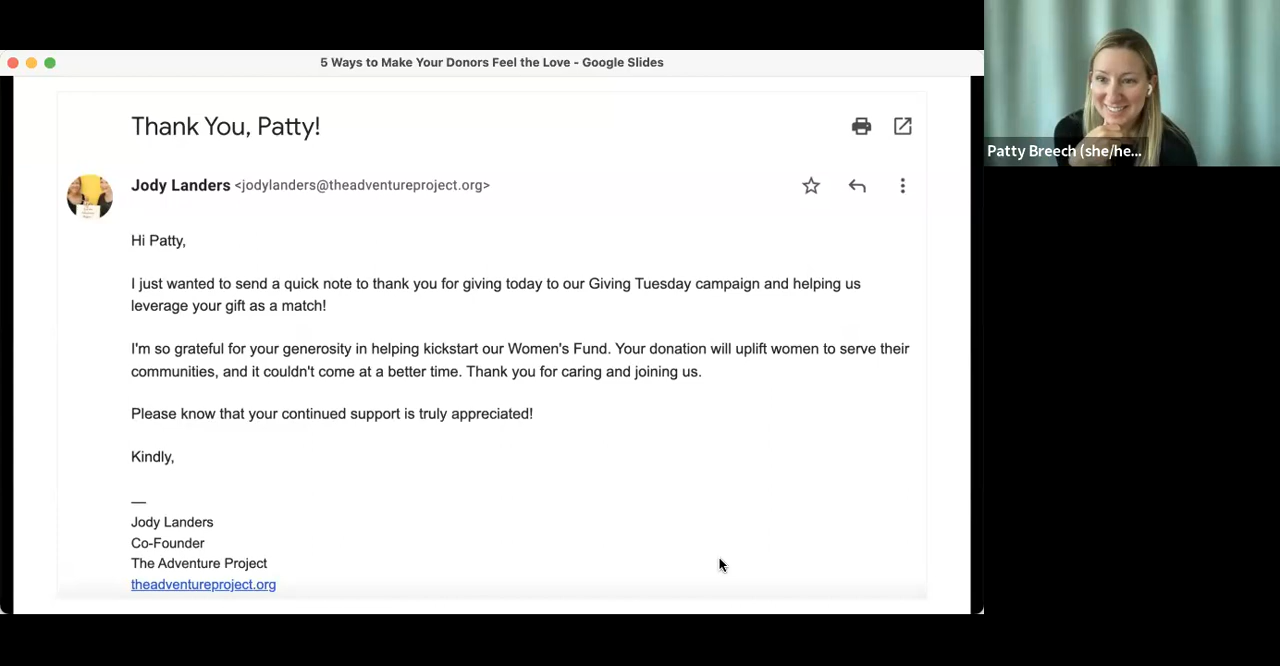 5 Ways to Make Your Donors Feel the Love - Google Slides
Thank You, Patty!
Jody Landers <jodylanders@theadventureproject.org>
Hi Patty,
I just wanted to send a quick note to thank you for giving today to our Giving Tuesday campaign and helping us
leverage your gift as a match!
I'm so grateful for your generosity in helping kickstart our Women's Fund. Your donation will uplift women to serve their
communities, and it couldn't come at a better time. Thank you for caring and joining us.
Please know that your continued support is truly appreciated!
Kindly,
—
Jody Landers
Co-Founder
The Adventure Project
theadventureproject.org
Patty Breech (she/he...